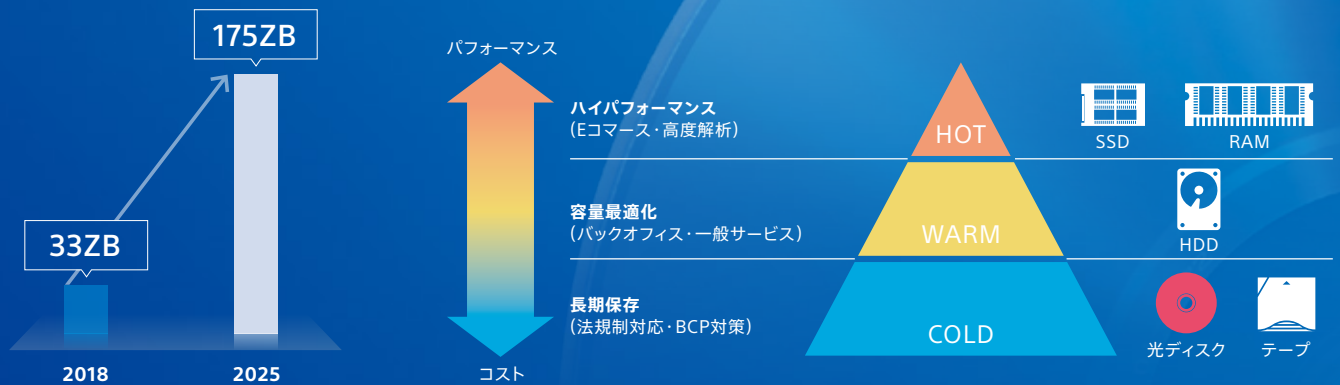 175ZB
33ZB
2018
2025
パフォーマンス
コスト
ハイパフォーマンス
(Eコマース・高度解析)
容量最適化
(バックオフィス・一般サービス)
長期保存
(法規制対応・BCP対策)
HOT
WARM
COLD
SSD
RAM
HDD
光ディスク
テープ